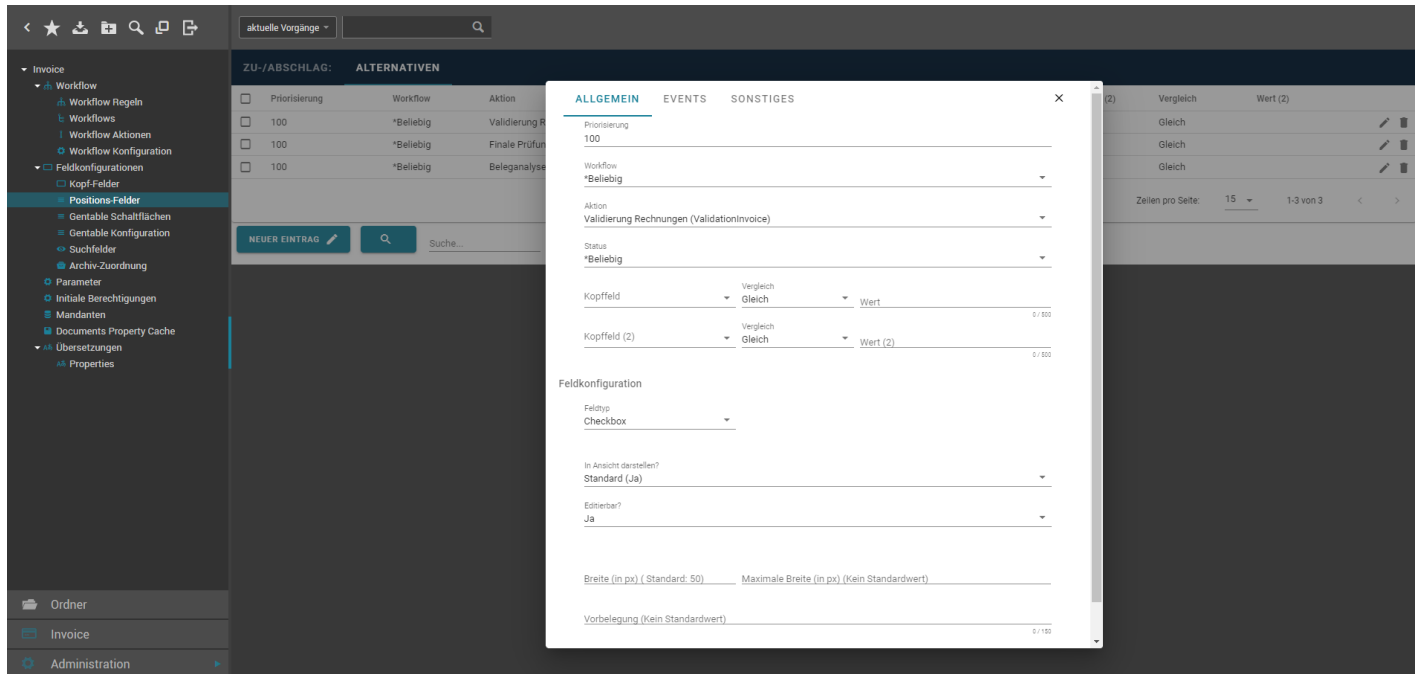 aktuelle Vorgänge
Invoice
Workflow
Workflow Regeln
Workflows
Workflow Aktionen
Workflow Konfiguration
Feldkonfigurationen
Kopf-Felder
Positions-Felder
Gentable Schaltflächen
Gentable Konfiguration
Suchfelder
Archiv-Zuordnung
Parameter
Initiale Berechtigungen
Mandanten
Documents Property Cache
Übersetzungen
Properties
Ordner
Invoice
Administration
ZU-/ABSCHLAG: ALTERNATIVEN
Priorisierung Workflow Aktion (2) Vergleich Wert (2)
100 *Beliebig Validierung R Gleich
100 *Beliebig Finale Prüfun Gleich
100 *Beliebig Beleganalyse Gleich
Zeilen pro Seite: 15 1-3 von 3
NEUER EINTRAG Suche...
ALLGEMEIN EVENTS SONSTIGES
Priorisierung
100
Workflow
*Beliebig
Aktion
Validierung Rechnungen (ValidationInvoice)
Status
*Beliebig
Kopffeld Vergleich Gleich Wert
0 / 500
Kopffeld (2) Vergleich Gleich Wert (2)
0 / 500
Feldkonfiguration
Feldtyp
Checkbox
In Ansicht darstellen?
Standard (Ja)
Editierbar?
Ja
Breite (in px) ( Standard: 50) Maximale Breite (in px) (Kein Standardwert)
Vorbelegung (Kein Standardwert)
0 / 150